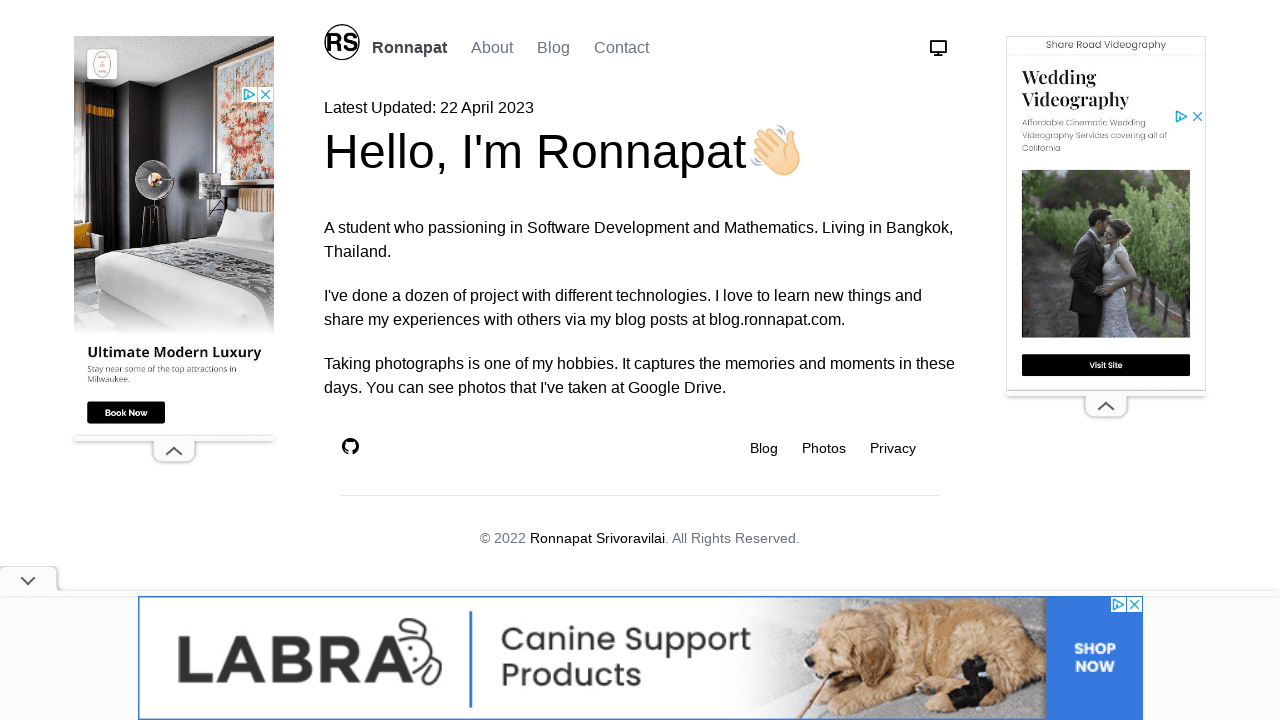 RS Ronnapat About Blog Contact
Latest Updated: 22 April 2023
Hello, I'm Ronnapat
A student who passioning in Software Development and Mathematics. Living in Bangkok,
Thailand.
I've done a dozen of project with different technologies. I love to learn new things and
share my experiences with others via my blog posts at blog.ronnapat.com.
Taking photographs is one of my hobbies. It captures the memories and moments in these
days. You can see photos that I've taken at Google Drive.
Blog Photos Privacy
© 2022 Ronnapat Srivoravilai. All Rights Reserved.
Ultimate Modern Luxury
Stay near some of the top attractions in
Milwaukee.
Book Now
Share Road Videography
Wedding
Videography
Affordable Cinematic Wedding
Videography Services covering all of
California
Visit Site
LABRA
Canine Support
Products
SHOP
NOW